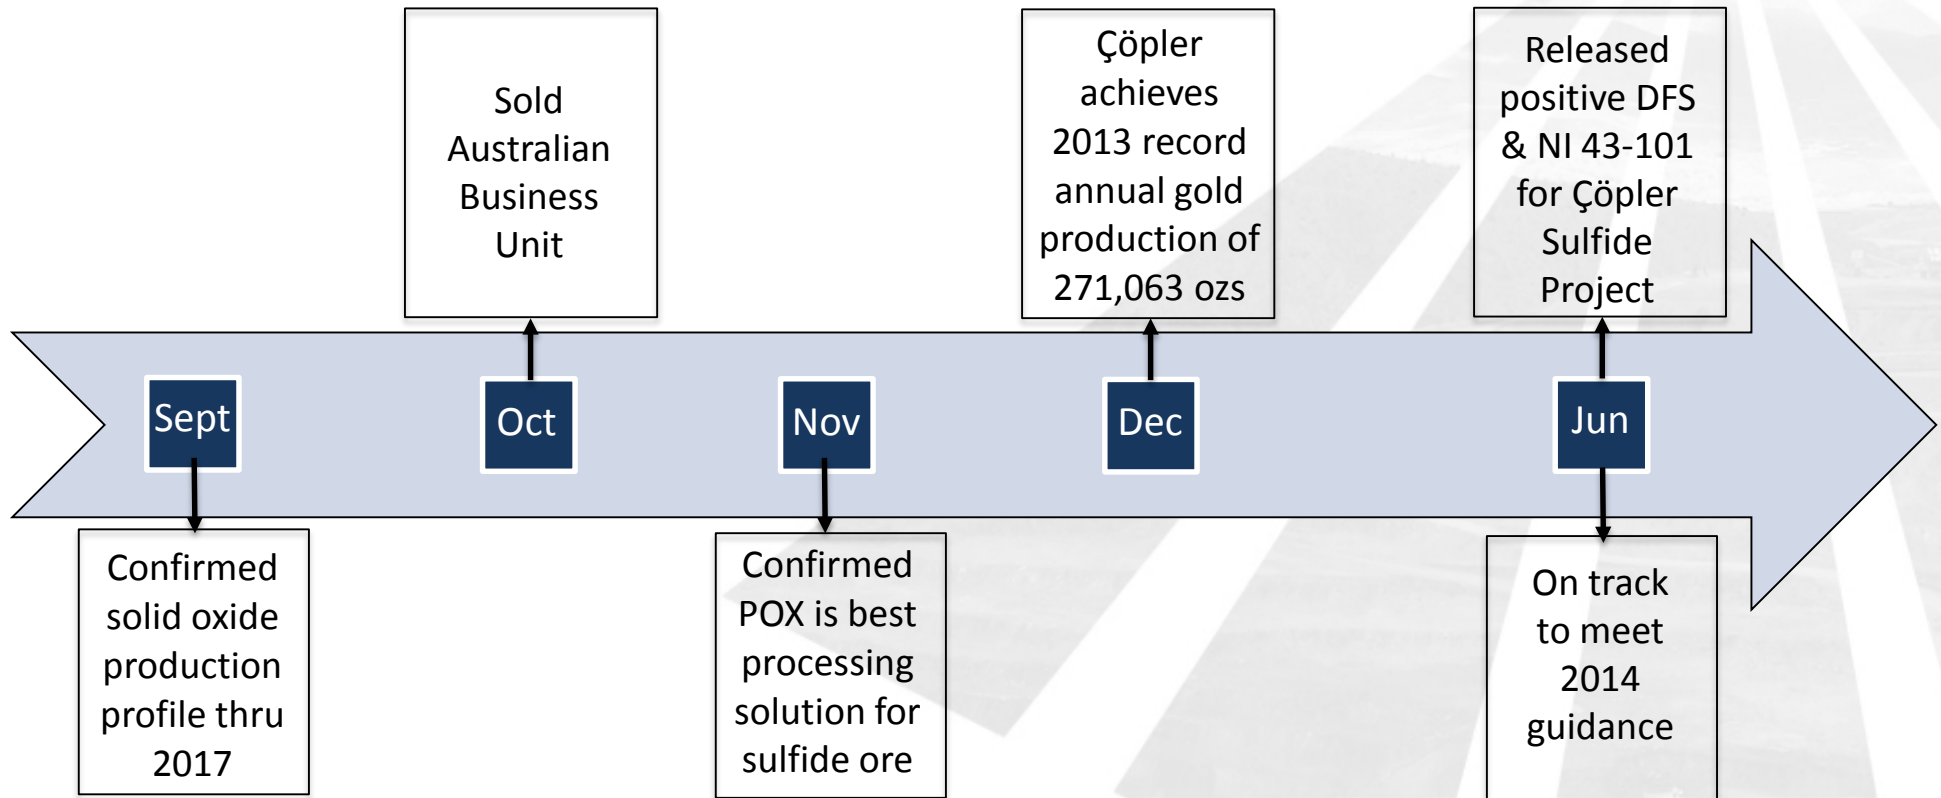 Sold
Australian
Business
Unit
Çöpler
achieves
2013 record
annual gold
production of
271,063 ozs
Released
positive DFS
& NI 43-101
for Çöpler
Sulfide
Project
Sept
Oct
Nov
Dec
Jun
Confirmed
solid oxide
production
profile thru
2017
Confirmed
POX is best
processing
solution for
sulfide ore
On track
to meet
2014
guidance